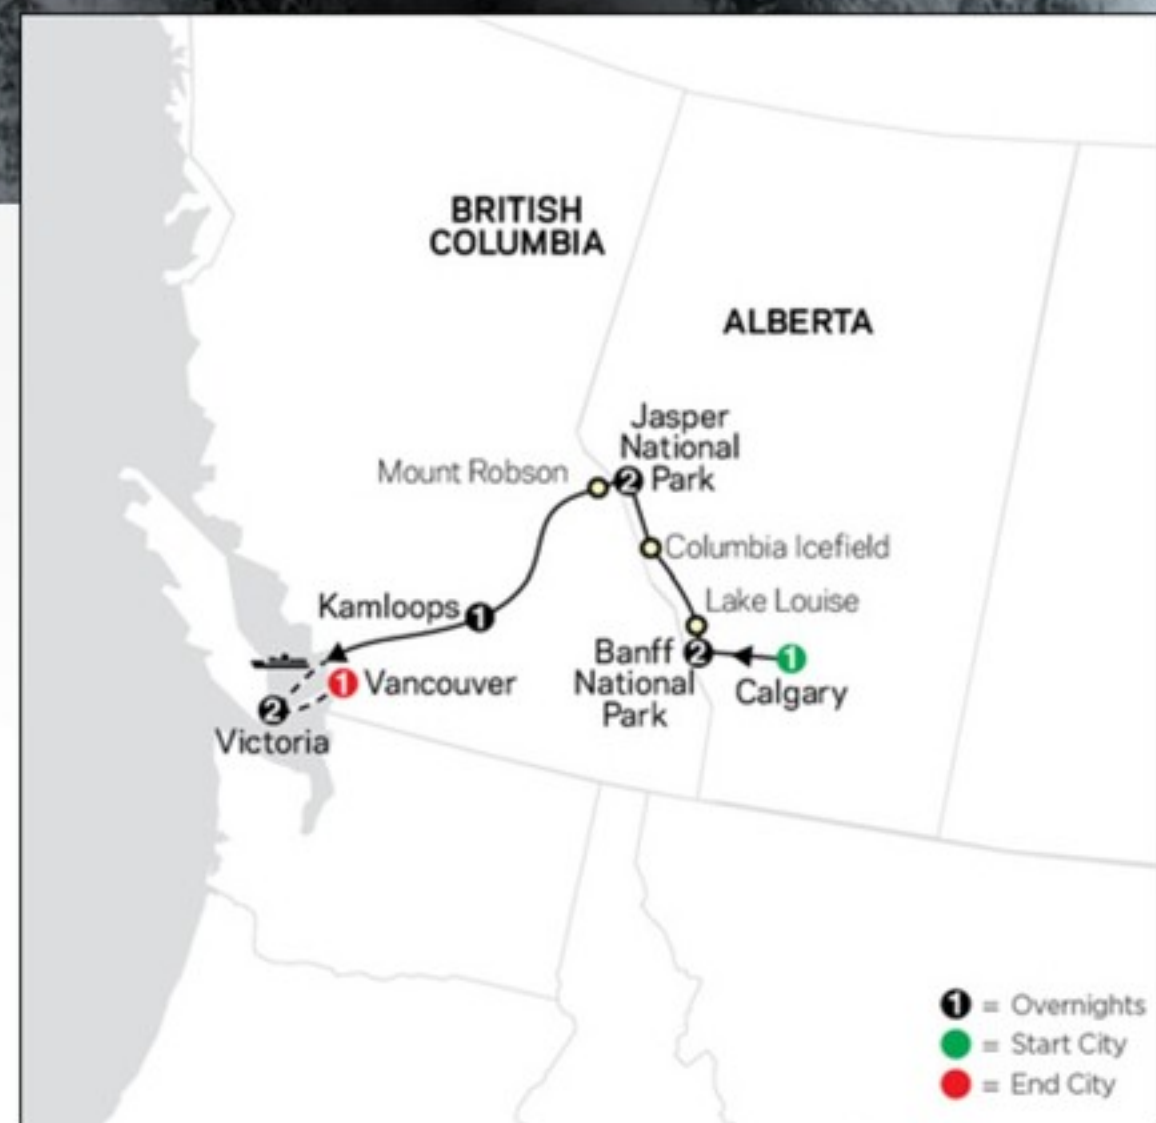 BRITISH
COLUMBIA
ALBERTA
Jasper
National
2 Park
Mount Robson
Columbia Icefield
Lake Louise
Kamloops 1
Banff 2
National
Park
1
Calgary
1 Vancouver
2
Victoria
1 = Overnights
= Start City
= End City